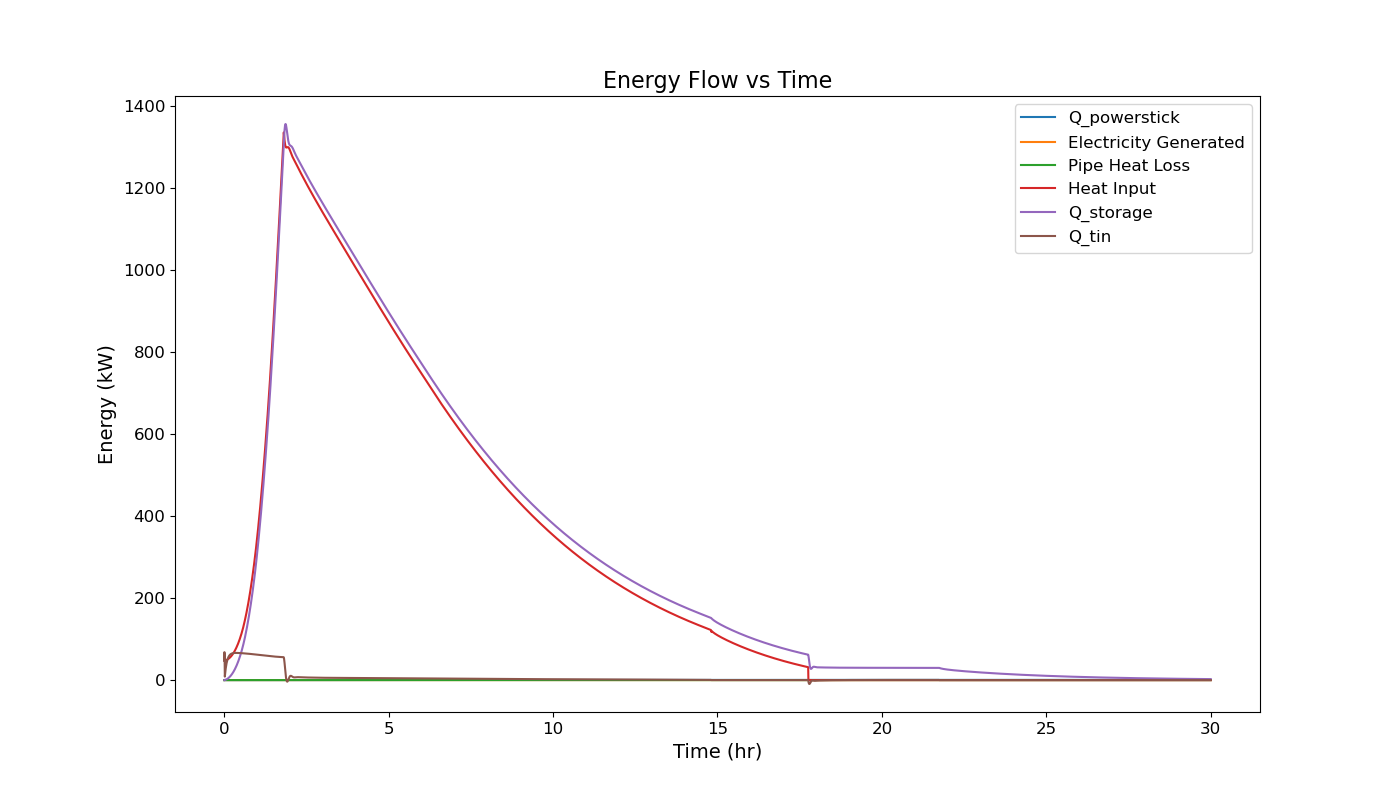 Energy Flow vs Time
Energy (kW)
1400
1200
1000
800
600
400
200
0
Q_powerstick
Electricity Generated
Pipe Heat Loss
Heat Input
Q_storage
Q_tin
0 5 10 15 20 25 30
Time (hr)